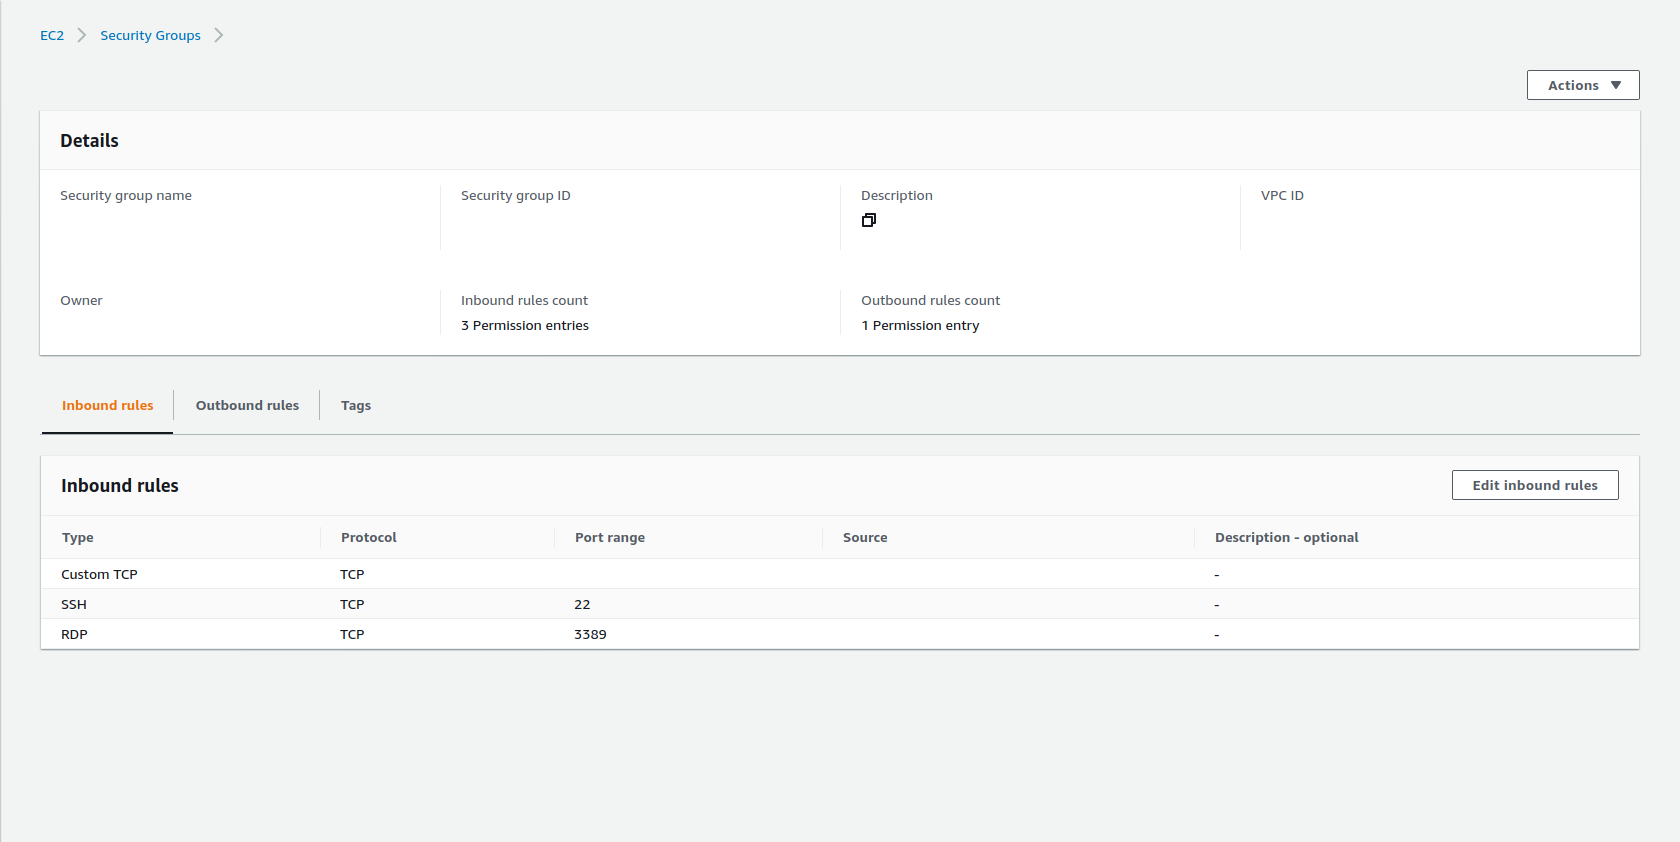 EC2 Security Groups
Actions
Details
Security group name Security group ID Description VPC ID
Owner Inbound rules count Outbound rules count
3 Permission entries 1 Permission entry
Inbound rules Outbound rules Tags
Inbound rules Edit inbound rules
Type Protocol Port range Source Description - optional
Custom TCP TCP -
SSH TCP 22 -
RDP TCP 3389 -